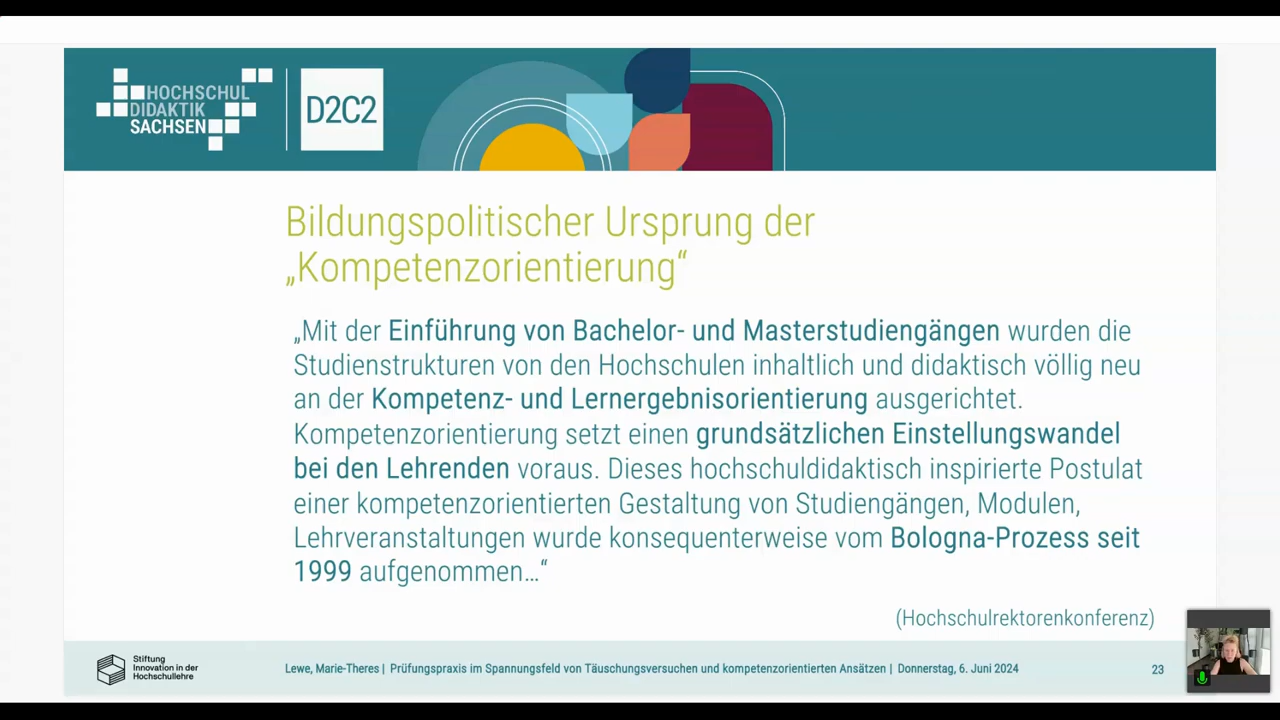 HOCHSCHUL
DIDAKTIK
SACHSEN
D2C2
Bildungspolitischer Ursprung der
„Kompetenzorientierung“
„Mit der Einführung von Bachelor- und Masterstudiengängen wurden die
Studienstrukturen von den Hochschulen inhaltlich und didaktisch völlig neu
an der Kompetenz- und Lernergebnisorientierung ausgerichtet.
Kompetenzorientierung setzt einen grundsätzlichen Einstellungswandel
bei den Lehrenden voraus. Dieses hochschuldidaktisch inspirierte Postulat
einer kompetenzorientierten Gestaltung von Studiengängen, Modulen,
Lehrveranstaltungen wurde konsequenterweise vom Bologna-Prozess seit
1999 aufgenommen…“
(Hochschulrektorenkonferenz)
Stiftung
Innovation in der
Hochschullehre
Lewe, Marie-Theres | Prüfungspraxis im Spannungsfeld von Täuschungsversuchen und kompetenzorientierten Ansätzen | Donnerstag, 6. Juni 2024
23